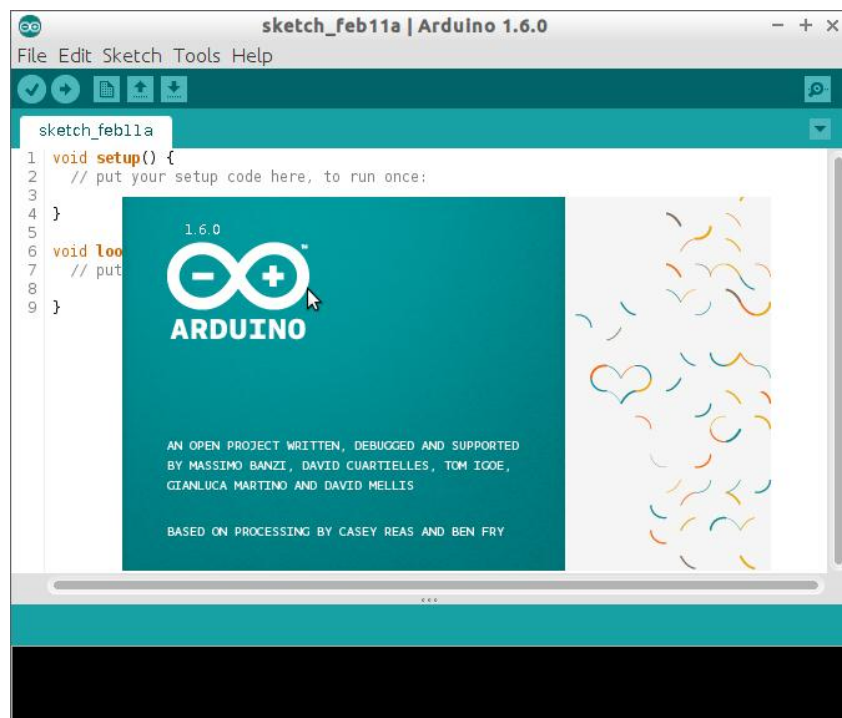 sketch_feb11a | Arduino 1.6.0
File Edit Sketch Tools Help
sketch_feb11a
1 void setup() {
2 // put your setup code here, to run once:
3
4 }
5
6 void loo
7 // put
8
9 }
1.6.0
ARDUINO
™
AN OPEN PROJECT WRITTEN, DEBUGGED AND SUPPORTED
BY MASSIMO BANZI, DAVID CUARTIELLES, TOM IGOE,
GIANLUCA MARTINO AND DAVID MELLIS
BASED ON PROCESSING BY CASEY REAS AND BEN FRY